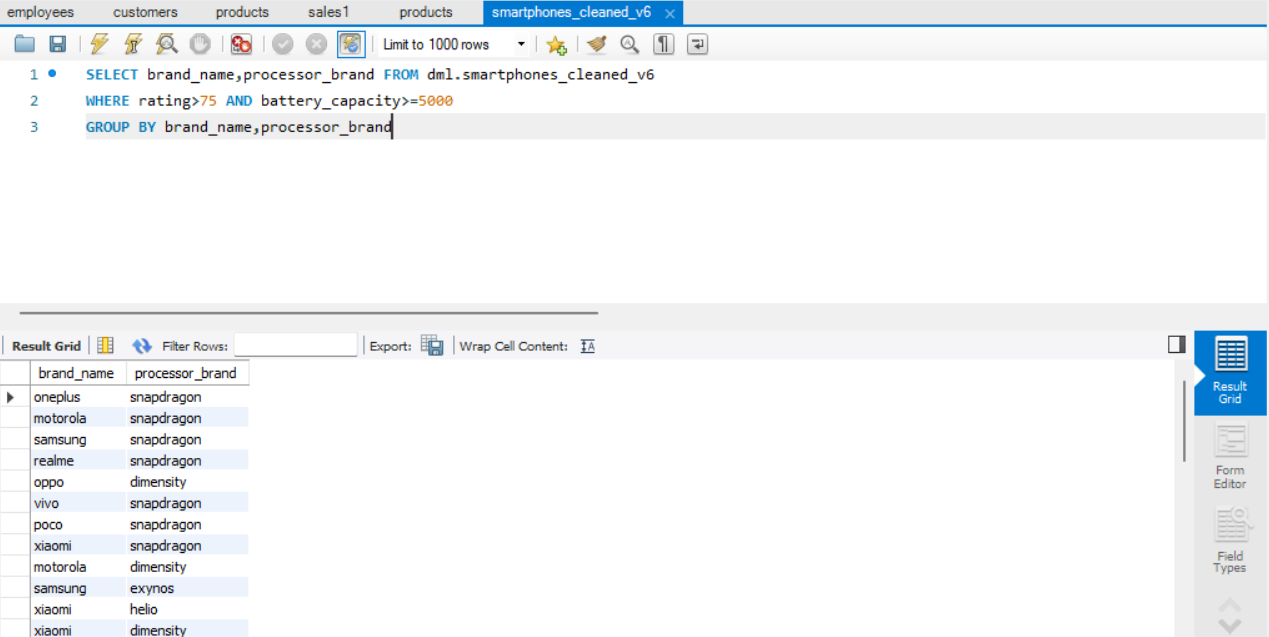 employees customers products sales1 products smartphones_cleaned_v6
Limit to 1000 rows
1 SELECT brand_name,processor_brand FROM dml.smartphones_cleaned_v6
2 WHERE rating>75 AND battery_capacity>=5000
3 GROUP BY brand_name,processor_brand
Result Grid Filter Rows: Export: Wrap Cell Content: IA
brand_name processor_brand
oneplus snapdragon
motorola snapdragon
samsung snapdragon
realme snapdragon
oppo dimensity
vivo snapdragon
poco snapdragon
xiaomi snapdragon
motorola dimensity
samsung exynos
xiaomi helio
xiaomi dimensity
Result
Grid
Form
Editor
Field
Types